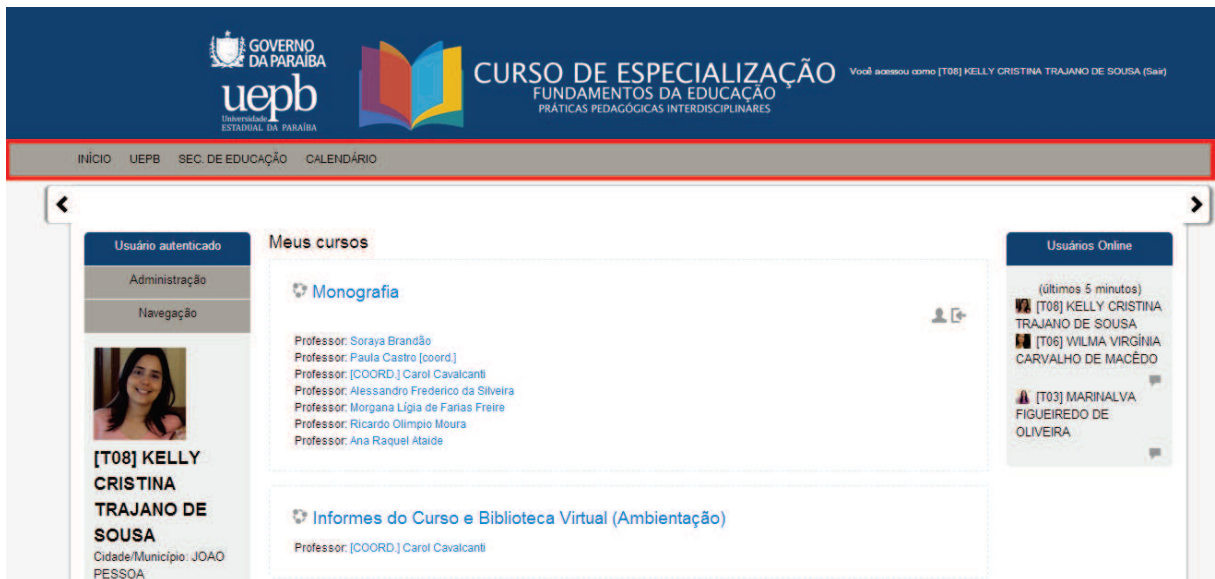 GOVERNO
DA PARAÍBA
uepb
Universidade
ESTADUAL DA PARAÍBA
CURSO DE ESPECIALIZAÇÃO
FUNDAMENTOS DA EDUCAÇÃO
PRÁTICAS PEDAGÓGICAS INTERDISCIPLINARES
Você acessou como [T08] KELLY CRISTINA TRAJANO DE SOUSA (Sair)
INÍCIO UEPB SEC. DE EDUCAÇÃO CALENDÁRIO
Usuário autenticado
Administração
Navegação
[T08] KELLY
CRISTINA
TRAJANO DE
SOUSA
Cidade/Município: JOAO
PESSOA
Meus cursos
Monografia
Professor: Soraya Brandão
Professor: Paula Castro [coord.]
Professor: [COORD.] Carol Cavalcanti
Professor: Alessandro Frederico da Silveira
Professor: Morgana Lígia de Farias Freire
Professor: Ricardo Olimpio Moura
Professor: Ana Raquel Ataide
Informes do Curso e Biblioteca Virtual (Ambientação)
Professor: [COORD.] Carol Cavalcanti
Usuários Online
(últimos 5 minutos)
[T08] KELLY CRISTINA
TRAJANO DE SOUSA
[T06] WILMA VIRGÍNIA
CARVALHO DE MACÊDO
[T03] MARINALVA
FIGUEIREDO DE
OLIVEIRA